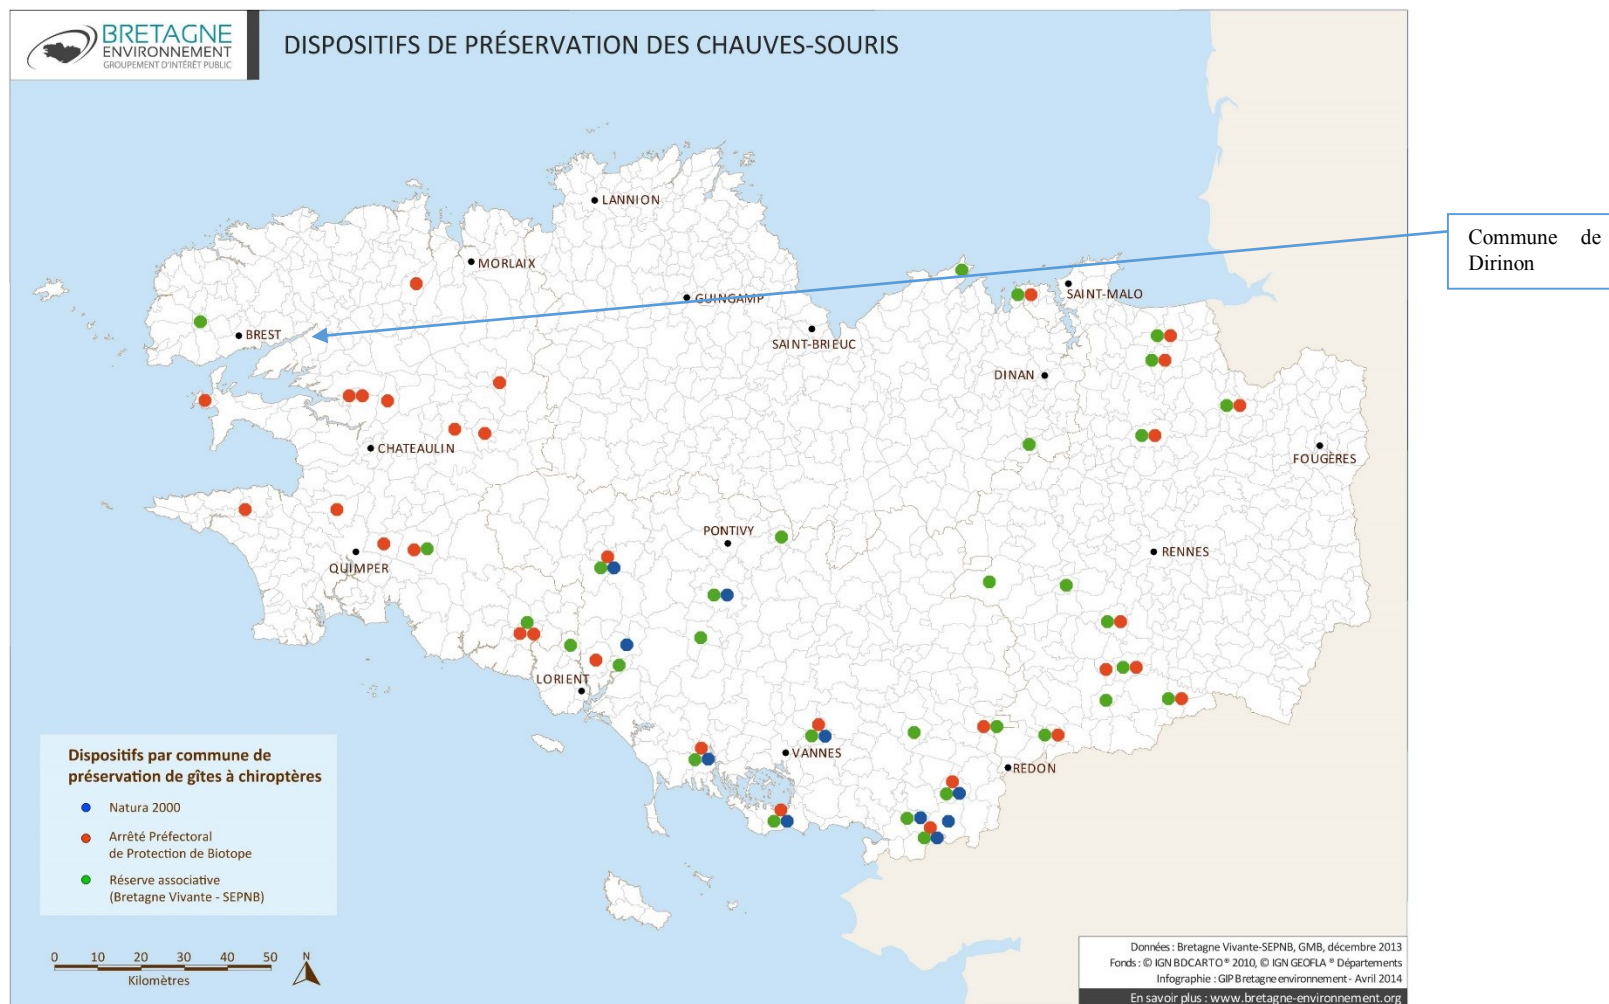 BRETAGNE
ENVIRONNEMENT
GROUPEMENT D'INTÉRÊT PUBLIC
DISPOSITIFS DE PRÉSERVATION DES CHAUVES-SOURIS
LANNION
MORLAIX
GUINGAMP
SAINT-MALO
BREST
SAINT-BRIEUC
DINAN
CHATEAULIN
FOUGÈRES
PONTIVY
RENNES
QUIMPER
LORIENT
VANNES
REDON
Commune de
Dirinon
Dispositifs par commune de
préservation de gîtes à chiroptères
Natura 2000
Arrêté Préfectoral
de Protection de Biotope
Réserve associative
(Bretagne Vivante - SEPNB)
0 10 20 30 40 50
Kilomètres
N
Données : Bretagne Vivante-SEPNB, GMB, décembre 2013
Fonds : © IGN BDCARTO ® 2010, © IGN GEOFLA ® Départements
Infographie : GIP Bretagne environnement - Avril 2014
En savoir plus : www.bretagne-environnement.org